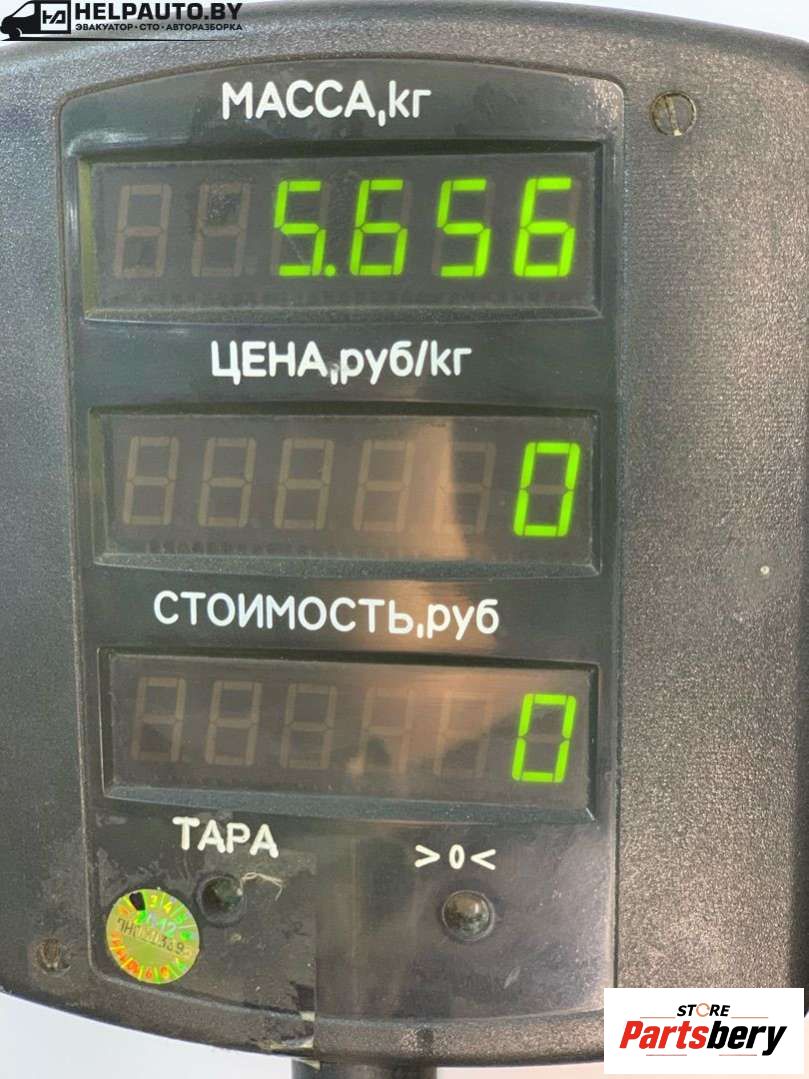 HELPAUTO.BY
ЭВАКУАТОР · СТО · АВТОРАЗБОРКА
МАССА,кг
5.656
ЦЕНА,руб/кг
0
СТОИМОСТЬ,руб
0
ТАРА
>0<
STORE
Partsbery